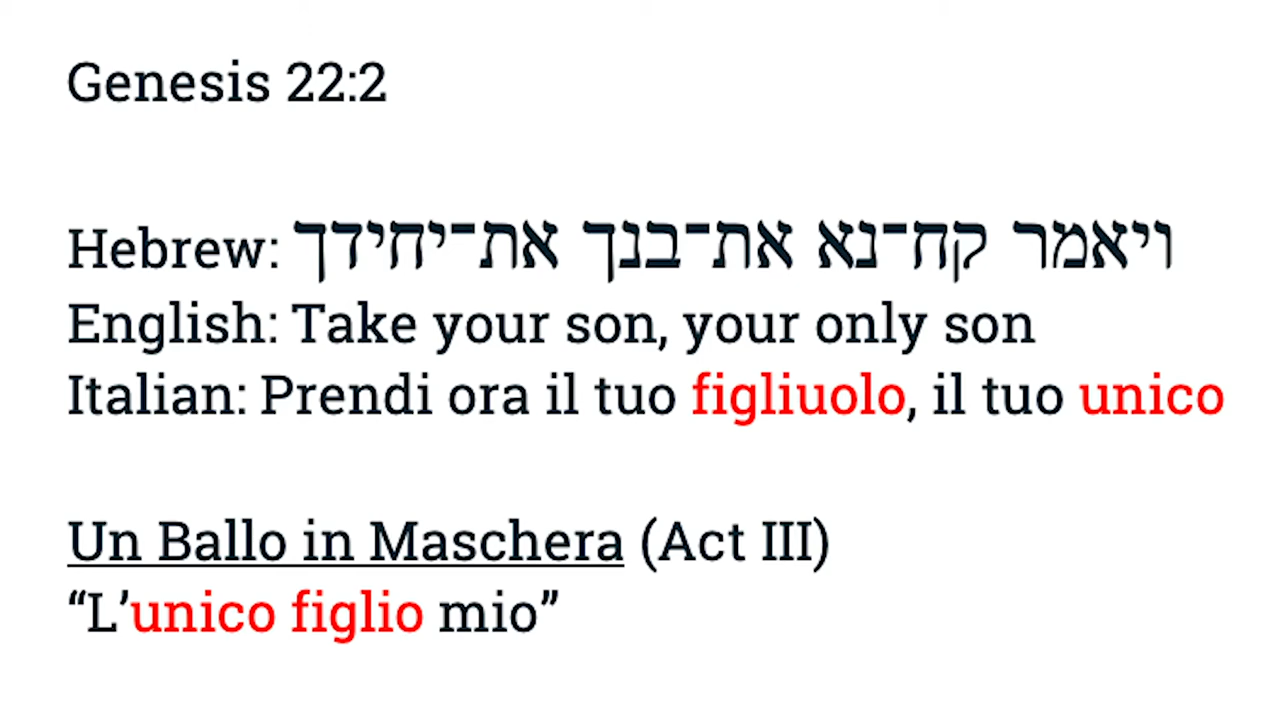 Genesis 22:2
Hebrew: ויאמר קח־נא את־בנך את־יחידך
English: Take your son, your only son
Italian: Prendi ora il tuo figliuolo, il tuo unico
Un Ballo in Maschera (Act III)
“L’unico figlio mio”